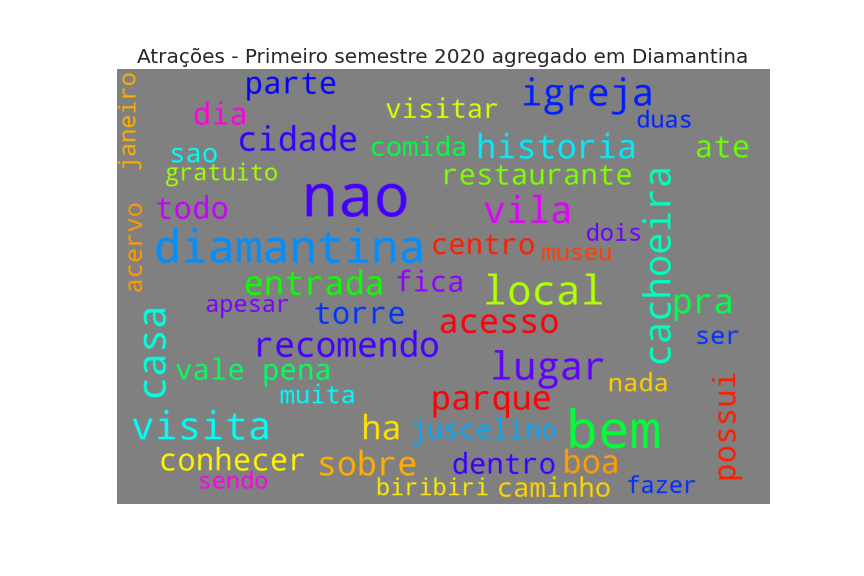 Atrações - Primeiro semestre 2020 agregado em Diamantina
janeiro
parte
igreja
dia
visitar
duas
cidade
comida
historia
ate
sao
gratuito
restaurante
nao
todo
vila
cachoeira
dois
acervo
diamantina
centro
museu
entrada
fica
local
pra
apesar
torre
acesso
ser
casa
recomendo
lugar
vale pena
nada
muita
parque
possui
visita
ha
juscelino
bem
conhecer
sobre
dentro
boa
sendo
biribiri
caminho
fazer